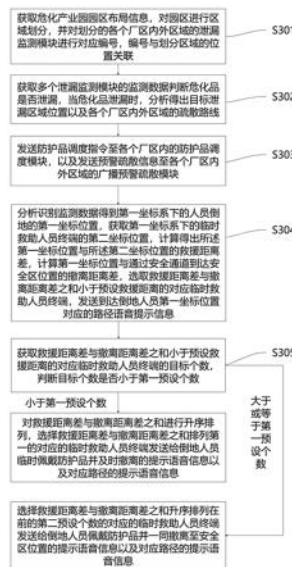 获取危化产业园园区布局信息，对园区进行区
域划分，并对划分的各个厂区内外区域的泄漏
监测模块进行对应编号，编号与划分区域的位
置关联
S301
获取多个泄漏监测模块的监测数据判断危化品
是否泄漏，当危化品泄漏时，分析得出目标泄
漏区域位置以及各个厂区内外区域的疏散路线
S302
发送防护品调度指令至各个厂区内的防护品调
度模块，以及发送预警疏散信息至各个厂区内
外区域的广播预警疏散模块
S303
分析识别监测数据得到第一坐标系下的人员倒
地的第一坐标位置，获取第一坐标系下的临时
救助人员终端的第二坐标位置，计算得出所述
第一坐标位置与所述第二坐标位置的救援距离
差，计算第一坐标位置与通过安全通道到达安
全区位置的撤离距离差，选取救援距离差与撤
离距离差之和小于预设救援距离的对应临时救
助人员终端，发送到达倒地人员第一坐标位置
对应的路径语音提示信息
S304
获取救援距离差与撤离距离差之和小于预设救
援距离的对应临时救助人员终端的目标个数，
判断目标个数是否小于第一预设个数
S305
小于第一预设个数
大于
或等
于第
一预
设个
数
对救援距离差与撤离距离差之和进行升序排
列，选择救援距离差与撤离距离差之和排列第
一的对应的临时救助人员终端发送给倒地人员
临时佩戴防护品并及时撤离的提示语音信息以
及对应路径的提示语音信息
选择救援距离差与撤离距离差之和升序排列在
前的第二预设个数的对应的临时救助人员终端
发送给倒地人员佩戴防护品并一同撤离至安全
区位置的提示语音信息以及对应路径的提示语
音信息